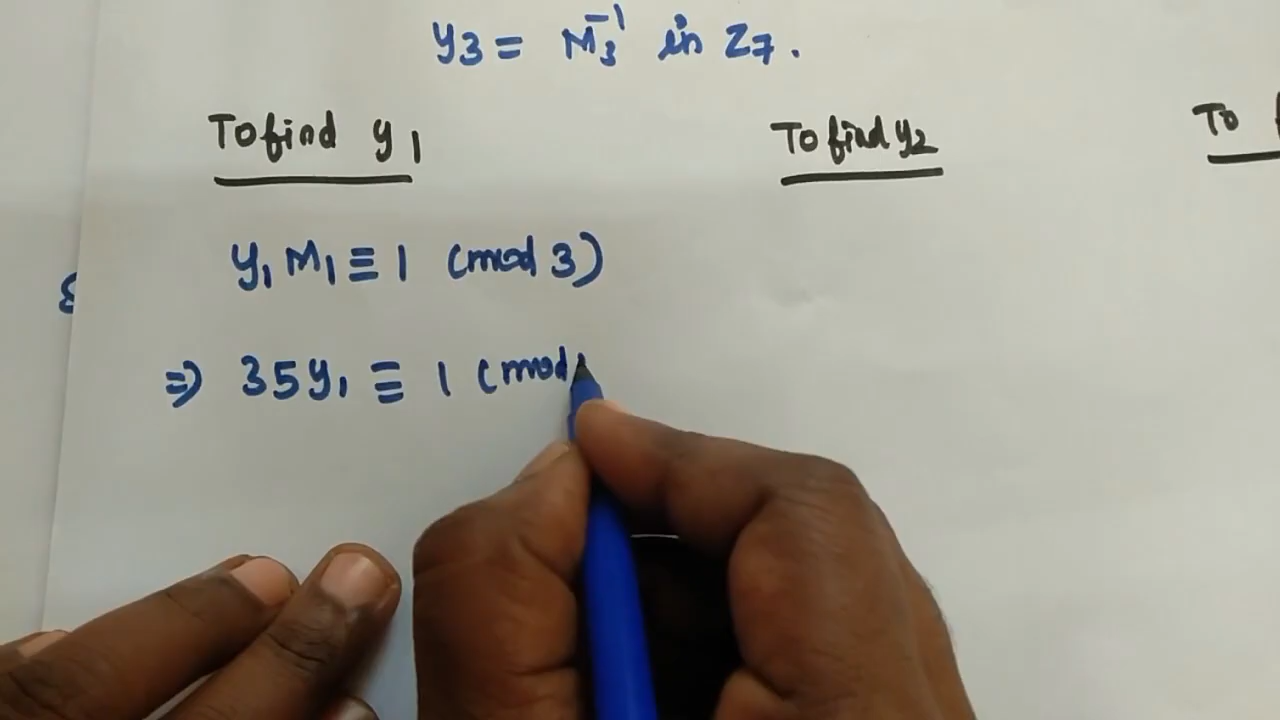 y3 = M3⁻¹ in Z7.
To find y1 To find y2 To
y1 M1 ≡ 1 (mod 3)
⇒ 35y1 ≡ 1 (mod